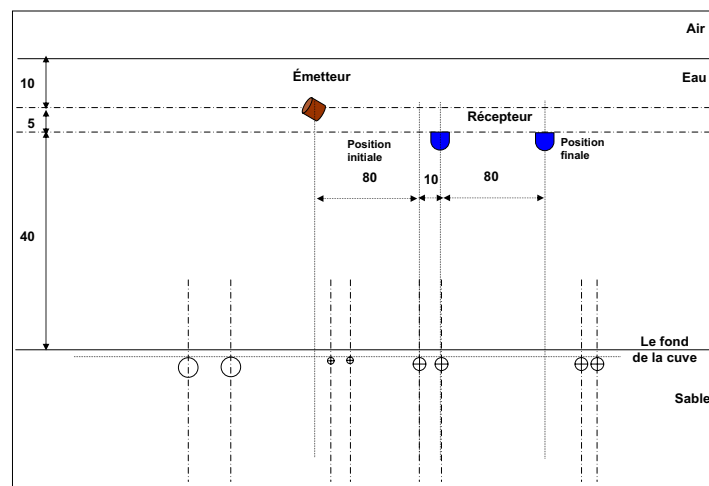 Air
Eau
10
Émetteur
5
Récepteur
Position
initiale
Position
finale
80
10
80
40
Le fond
de la cuve
Sable